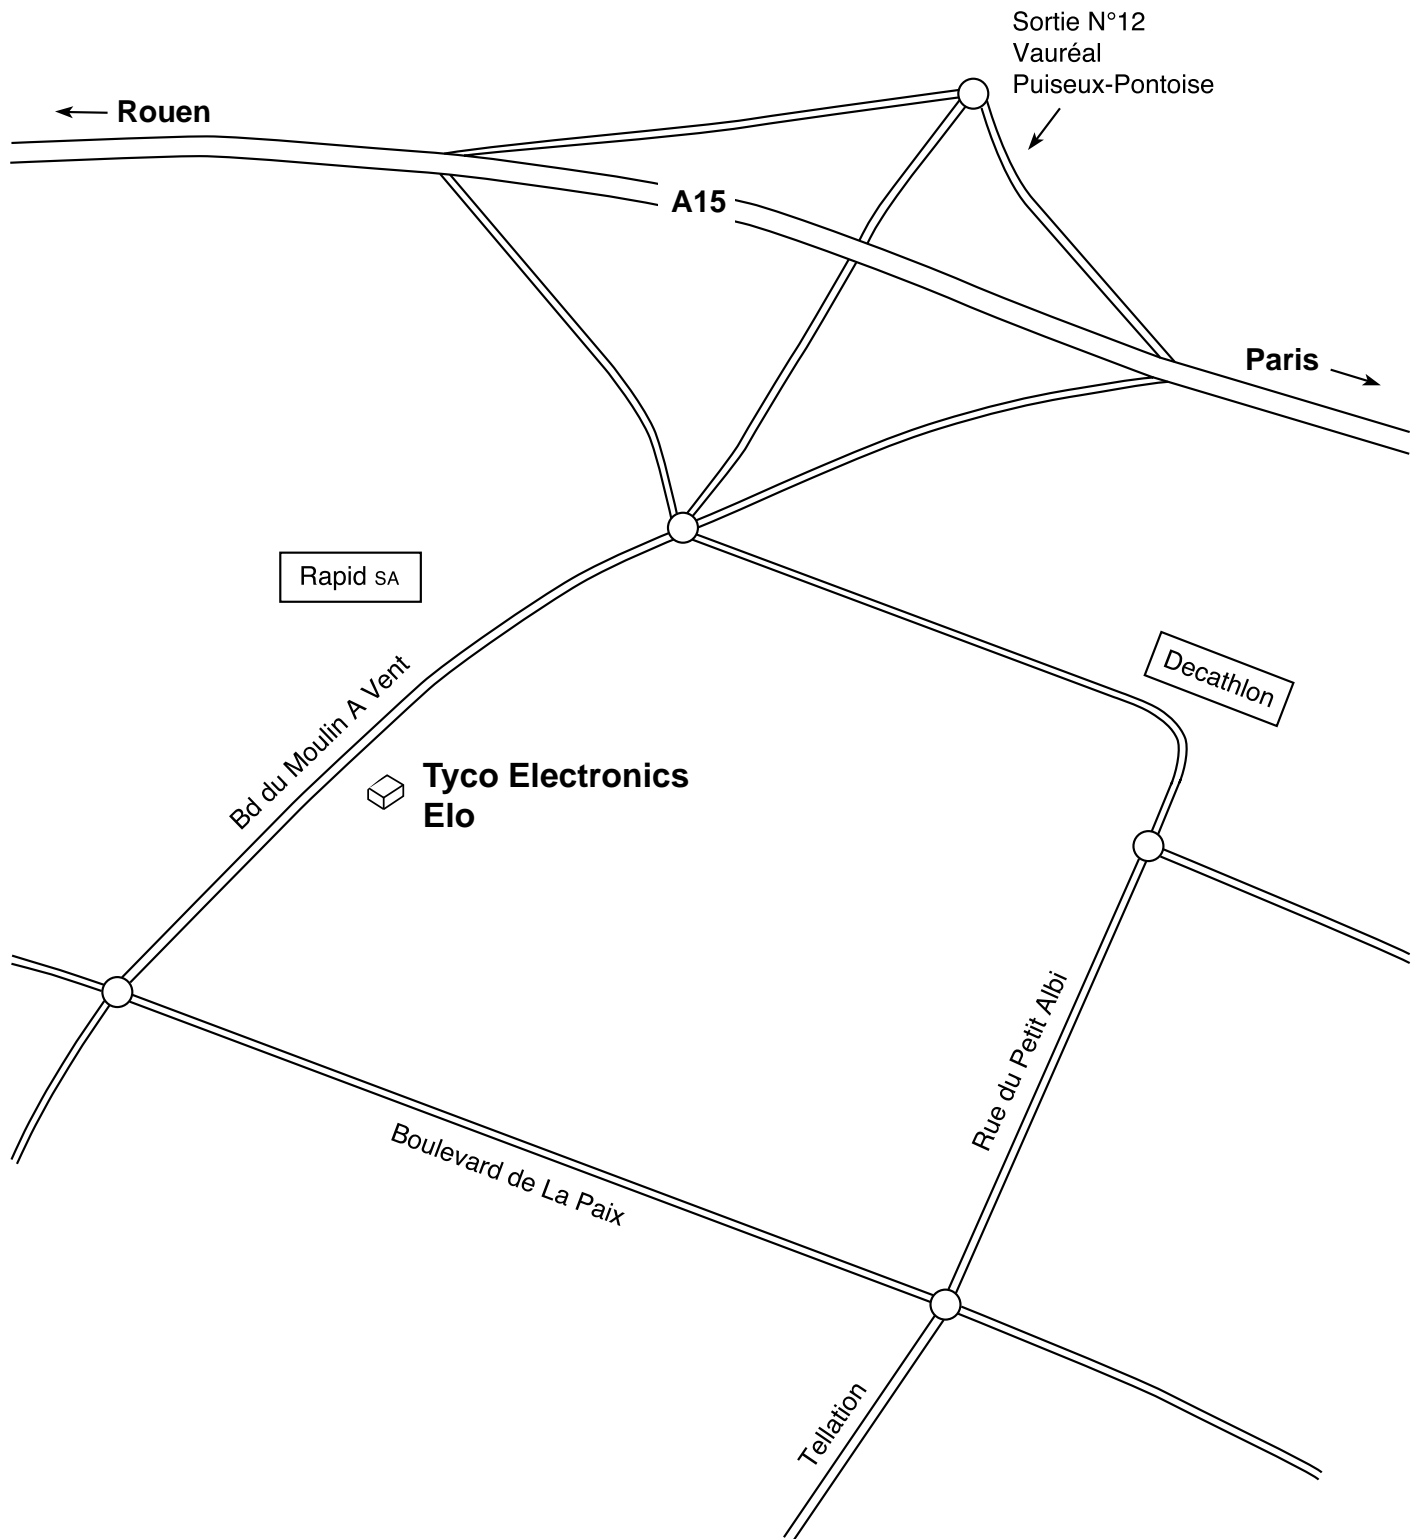 Sortie N°12
Vauréal
Puiseux-Pontoise
Rouen
A15
Paris
Rapid SA
Decathlon
Bd du Moulin A Vent
Tyco Electronics
Elo
Rue du Petit Albi
Boulevard de La Paix
Tellation